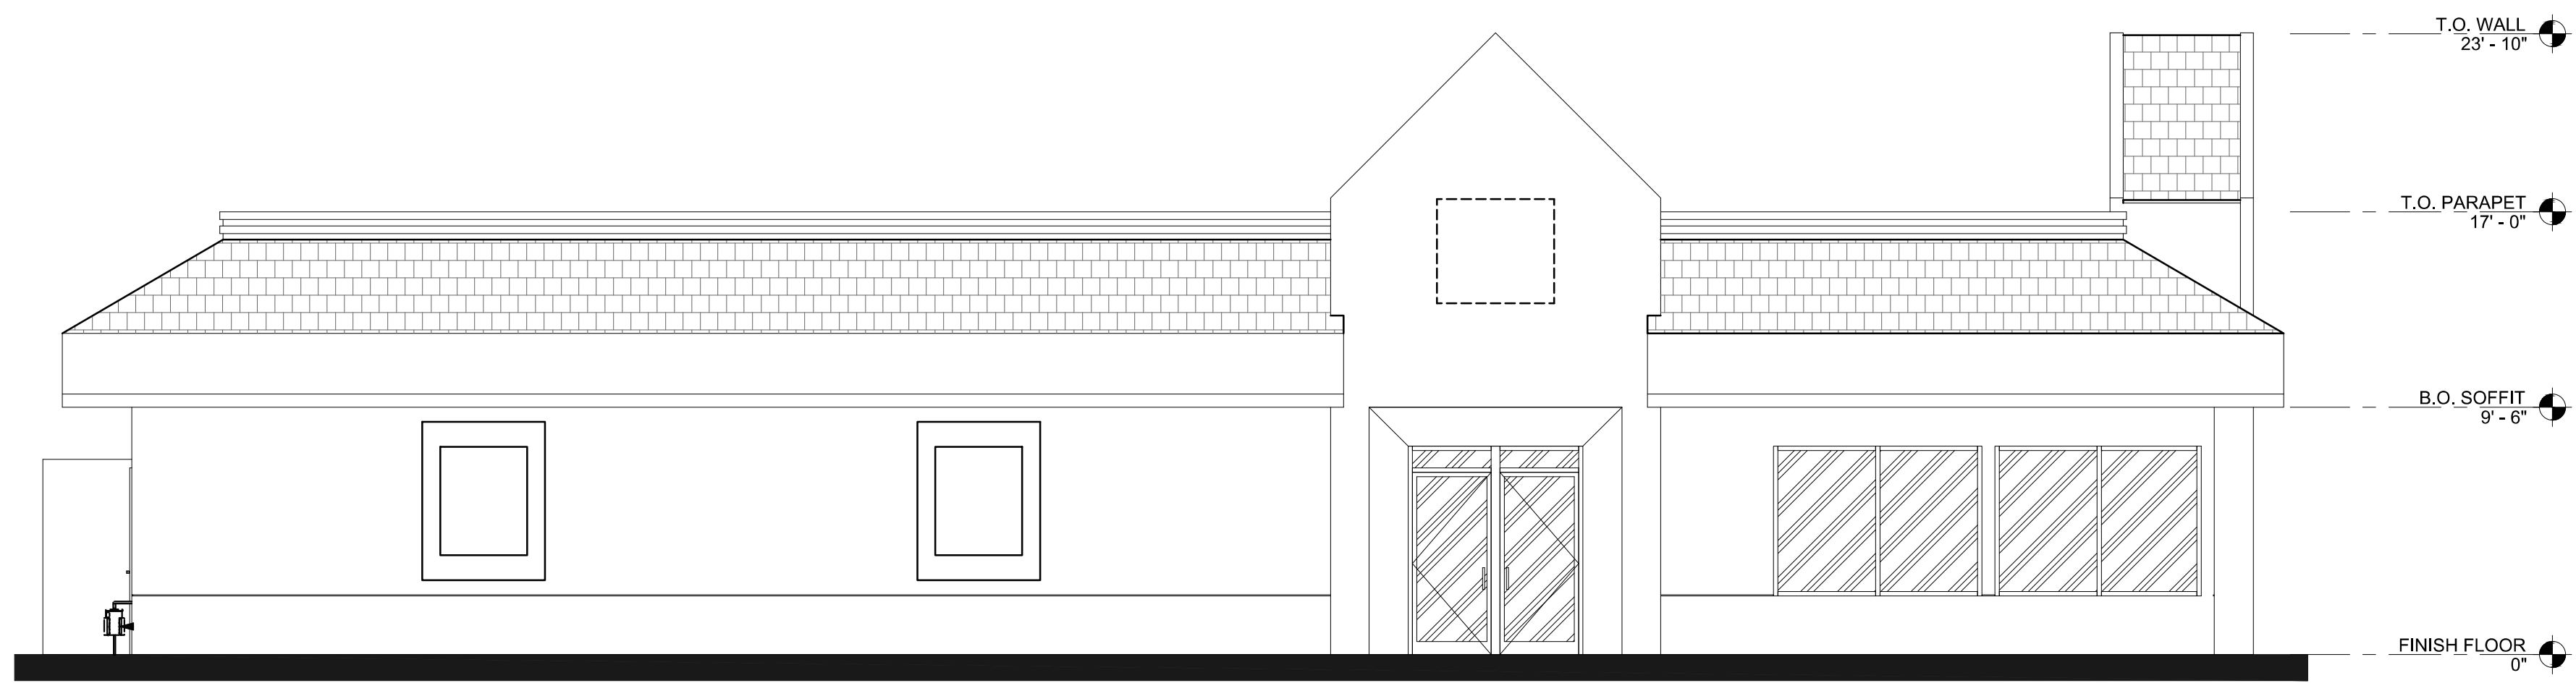 T.O. WALL
23' - 10"
T.O. PARAPET
17' - 0"
B.O. SOFFIT
9' - 6"
FINISH FLOOR
0"